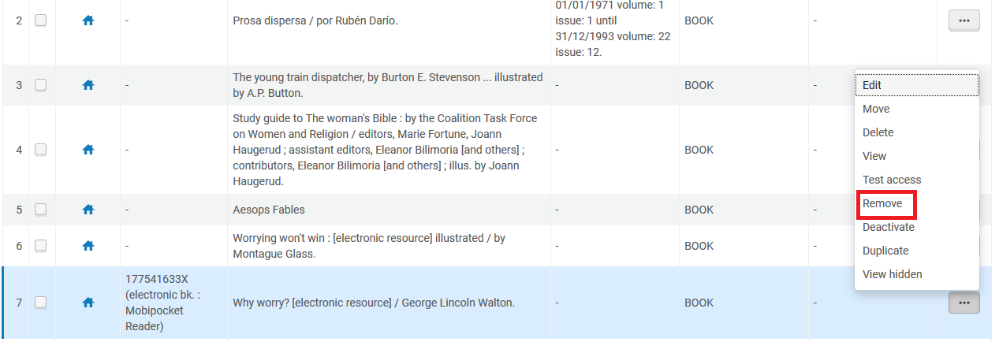 01/01/1971 volume: 1
2 - Prosa dispersa / por Rubén Darío. issue: 1 until BOOK -
31/12/1993 volume: 22
issue: 12.
3 - The young train dispatcher, by Burton E. Stevenson ... illustrated
by A.P. Button. - BOOK -
4 - Study guide to The woman's Bible : by the Coalition Task Force
on Women and Religion / editors, Marie Fortune, Joann
Haugerud ; assistant editors, Eleanor Bilimoria [and others] ;
contributors, Eleanor Bilimoria [and others] ; illus. by Joann
Haugerud. - BOOK -
5 - Aesops Fables - BOOK -
6 - Worrying won't win : [electronic resource] illustrated / by
Montague Glass. - BOOK -
7 177541633X
(electronic bk. :
Mobipocket
Reader)
Why worry? [electronic resource] / George Lincoln Walton. - BOOK -
Edit
Move
Delete
View
Test access
Remove
Deactivate
Duplicate
View hidden